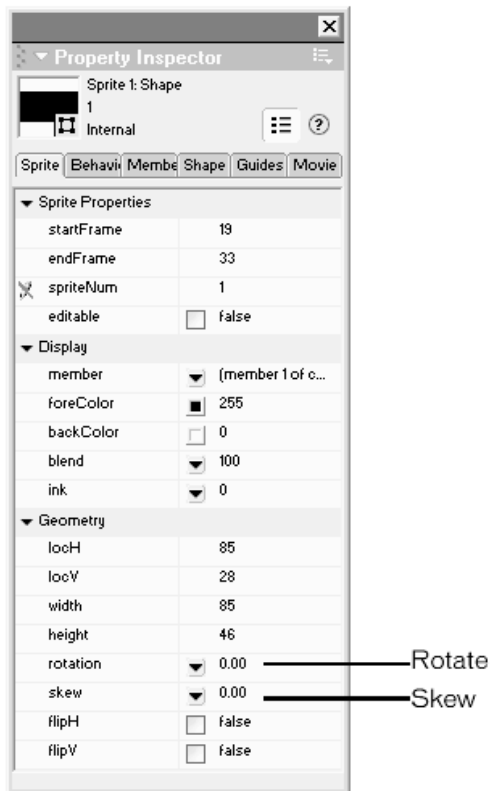 Property Inspector
Sprite 1: Shape
1
Internal
Sprite Behavi Membe Shape Guides Movie
Sprite Properties
startFrame 19
endFrame 33
spriteNum 1
editable false
Display
member (member 1 of c...
foreColor 255
backColor 0
blend 100
ink 0
Geometry
locH 85
locV 28
width 85
height 46
rotation 0.00 Rotate
skew 0.00 Skew
flipH false
flipV false